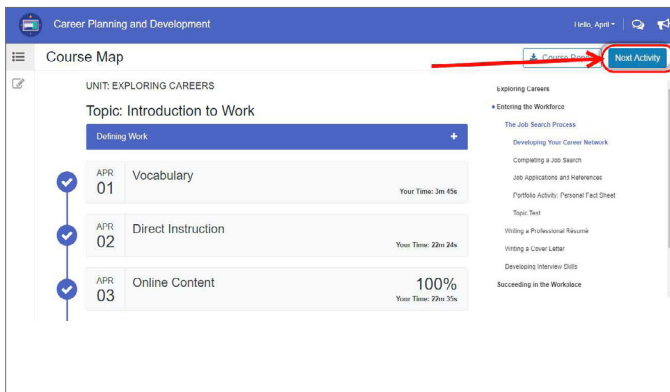 Career Planning and Development
Hello, April
Course Map
Course
Next Activity
UNIT: EXPLORING CAREERS
Topic: Introduction to Work
Defining Work +
APR
01
Vocabulary
Your Time: 3m 45s
APR
02
Direct Instruction
Your Time: 22m 24s
APR
03
Online Content
100%
Your Time: 22m 35s
Exploring Careers
Entering the Workforce
The Job Search Process
Developing Your Career Network
Completing a Job Search
Job Applications and References
Portfolio Activity: Personal Fact Sheet
Topic Test
Writing a Professional Résumé
Writing a Cover Letter
Developing Interview Skills
Succeeding in the Workplace